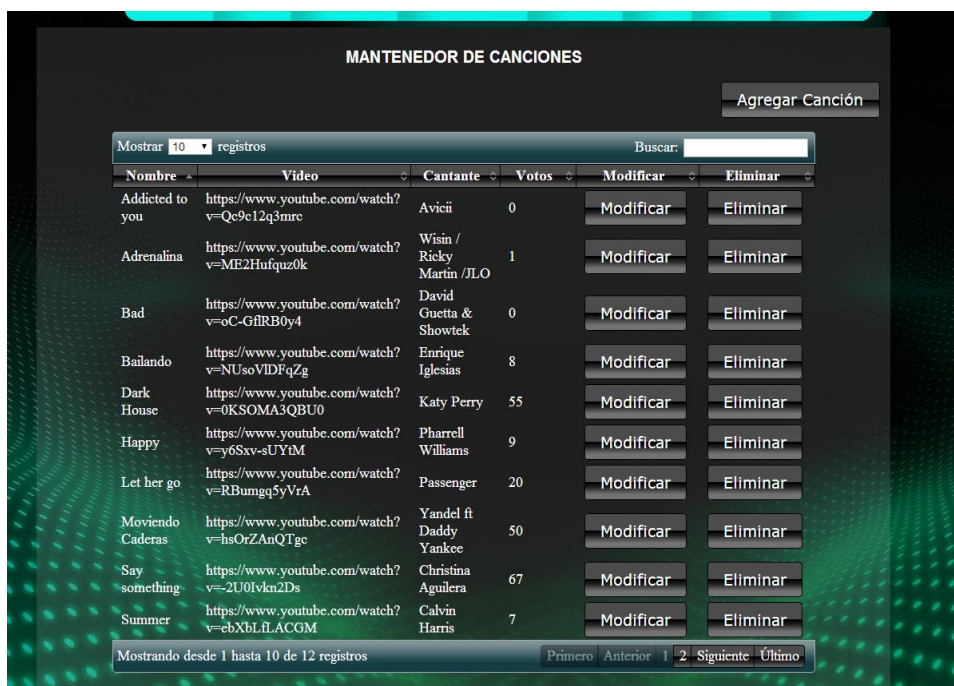 MANTENEDOR DE CANCIONES
Agregar Canción
Mostrar 10 registros Buscar:
Nombre Video Cantante Votos Modificar Eliminar
Addicted to you https://www.youtube.com/watch?v=Qc9c12q3mrc Avicii 0 Modificar Eliminar
Adrenalina https://www.youtube.com/watch?v=ME2Hufquz0k Wisin / Ricky Martin /JLO 1 Modificar Eliminar
Bad https://www.youtube.com/watch?v=oC-GflRB0y4 David Guetta & Showtek 0 Modificar Eliminar
Bailando https://www.youtube.com/watch?v=NUsoVlDFqZg Enrique Iglesias 8 Modificar Eliminar
Dark House https://www.youtube.com/watch?v=0KSOMA3QBU0 Katy Perry 55 Modificar Eliminar
Happy https://www.youtube.com/watch?v=y6Sxv-sUYtM Pharrell Williams 9 Modificar Eliminar
Let her go https://www.youtube.com/watch?v=RBumgq5yVrA Passenger 20 Modificar Eliminar
Moviendo Caderas https://www.youtube.com/watch?v=hsOrZAnQTgc Yandel ft Daddy Yankee 50 Modificar Eliminar
Say something https://www.youtube.com/watch?v=-2U0Ivkn2Ds Christina Aguilera 67 Modificar Eliminar
Summer https://www.youtube.com/watch?v=ebXbLfLACGM Calvin Harris 7 Modificar Eliminar
Mostrando desde 1 hasta 10 de 12 registros Primero Anterior 1 2 Siguiente Último